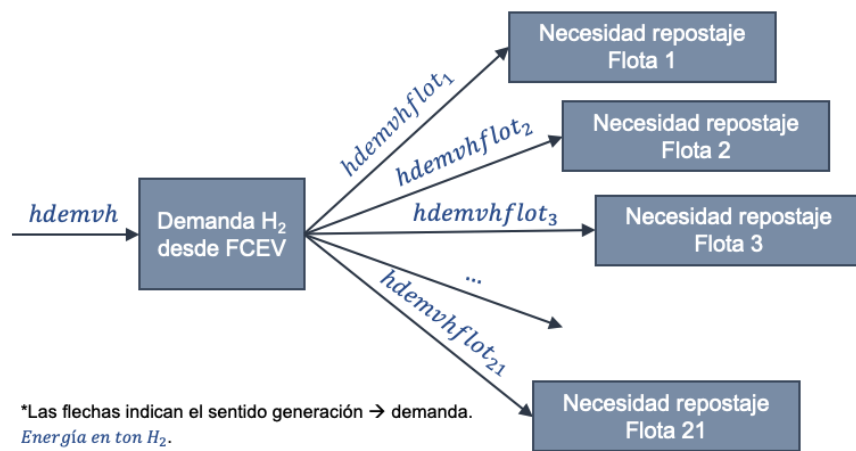 Necesidad repostaje
Flota 1
hdemvhflot₁
Necesidad repostaje
Flota 2
hdemvhflot₂
hdemvh
Demanda H₂
desde FCEV
hdemvhflot₃
Necesidad repostaje
Flota 3
...
hdemvhflot₂₁
Necesidad repostaje
Flota 21
*Las flechas indican el sentido generación → demanda.
Energía en ton H₂.